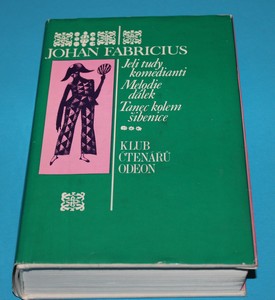 JOHAN FABRICIUS
Jeli tudy
komedianti
Melodie
dálek
Tanec kolem
šibenice
KLUB
ČTENÁŘŮ
ODEON